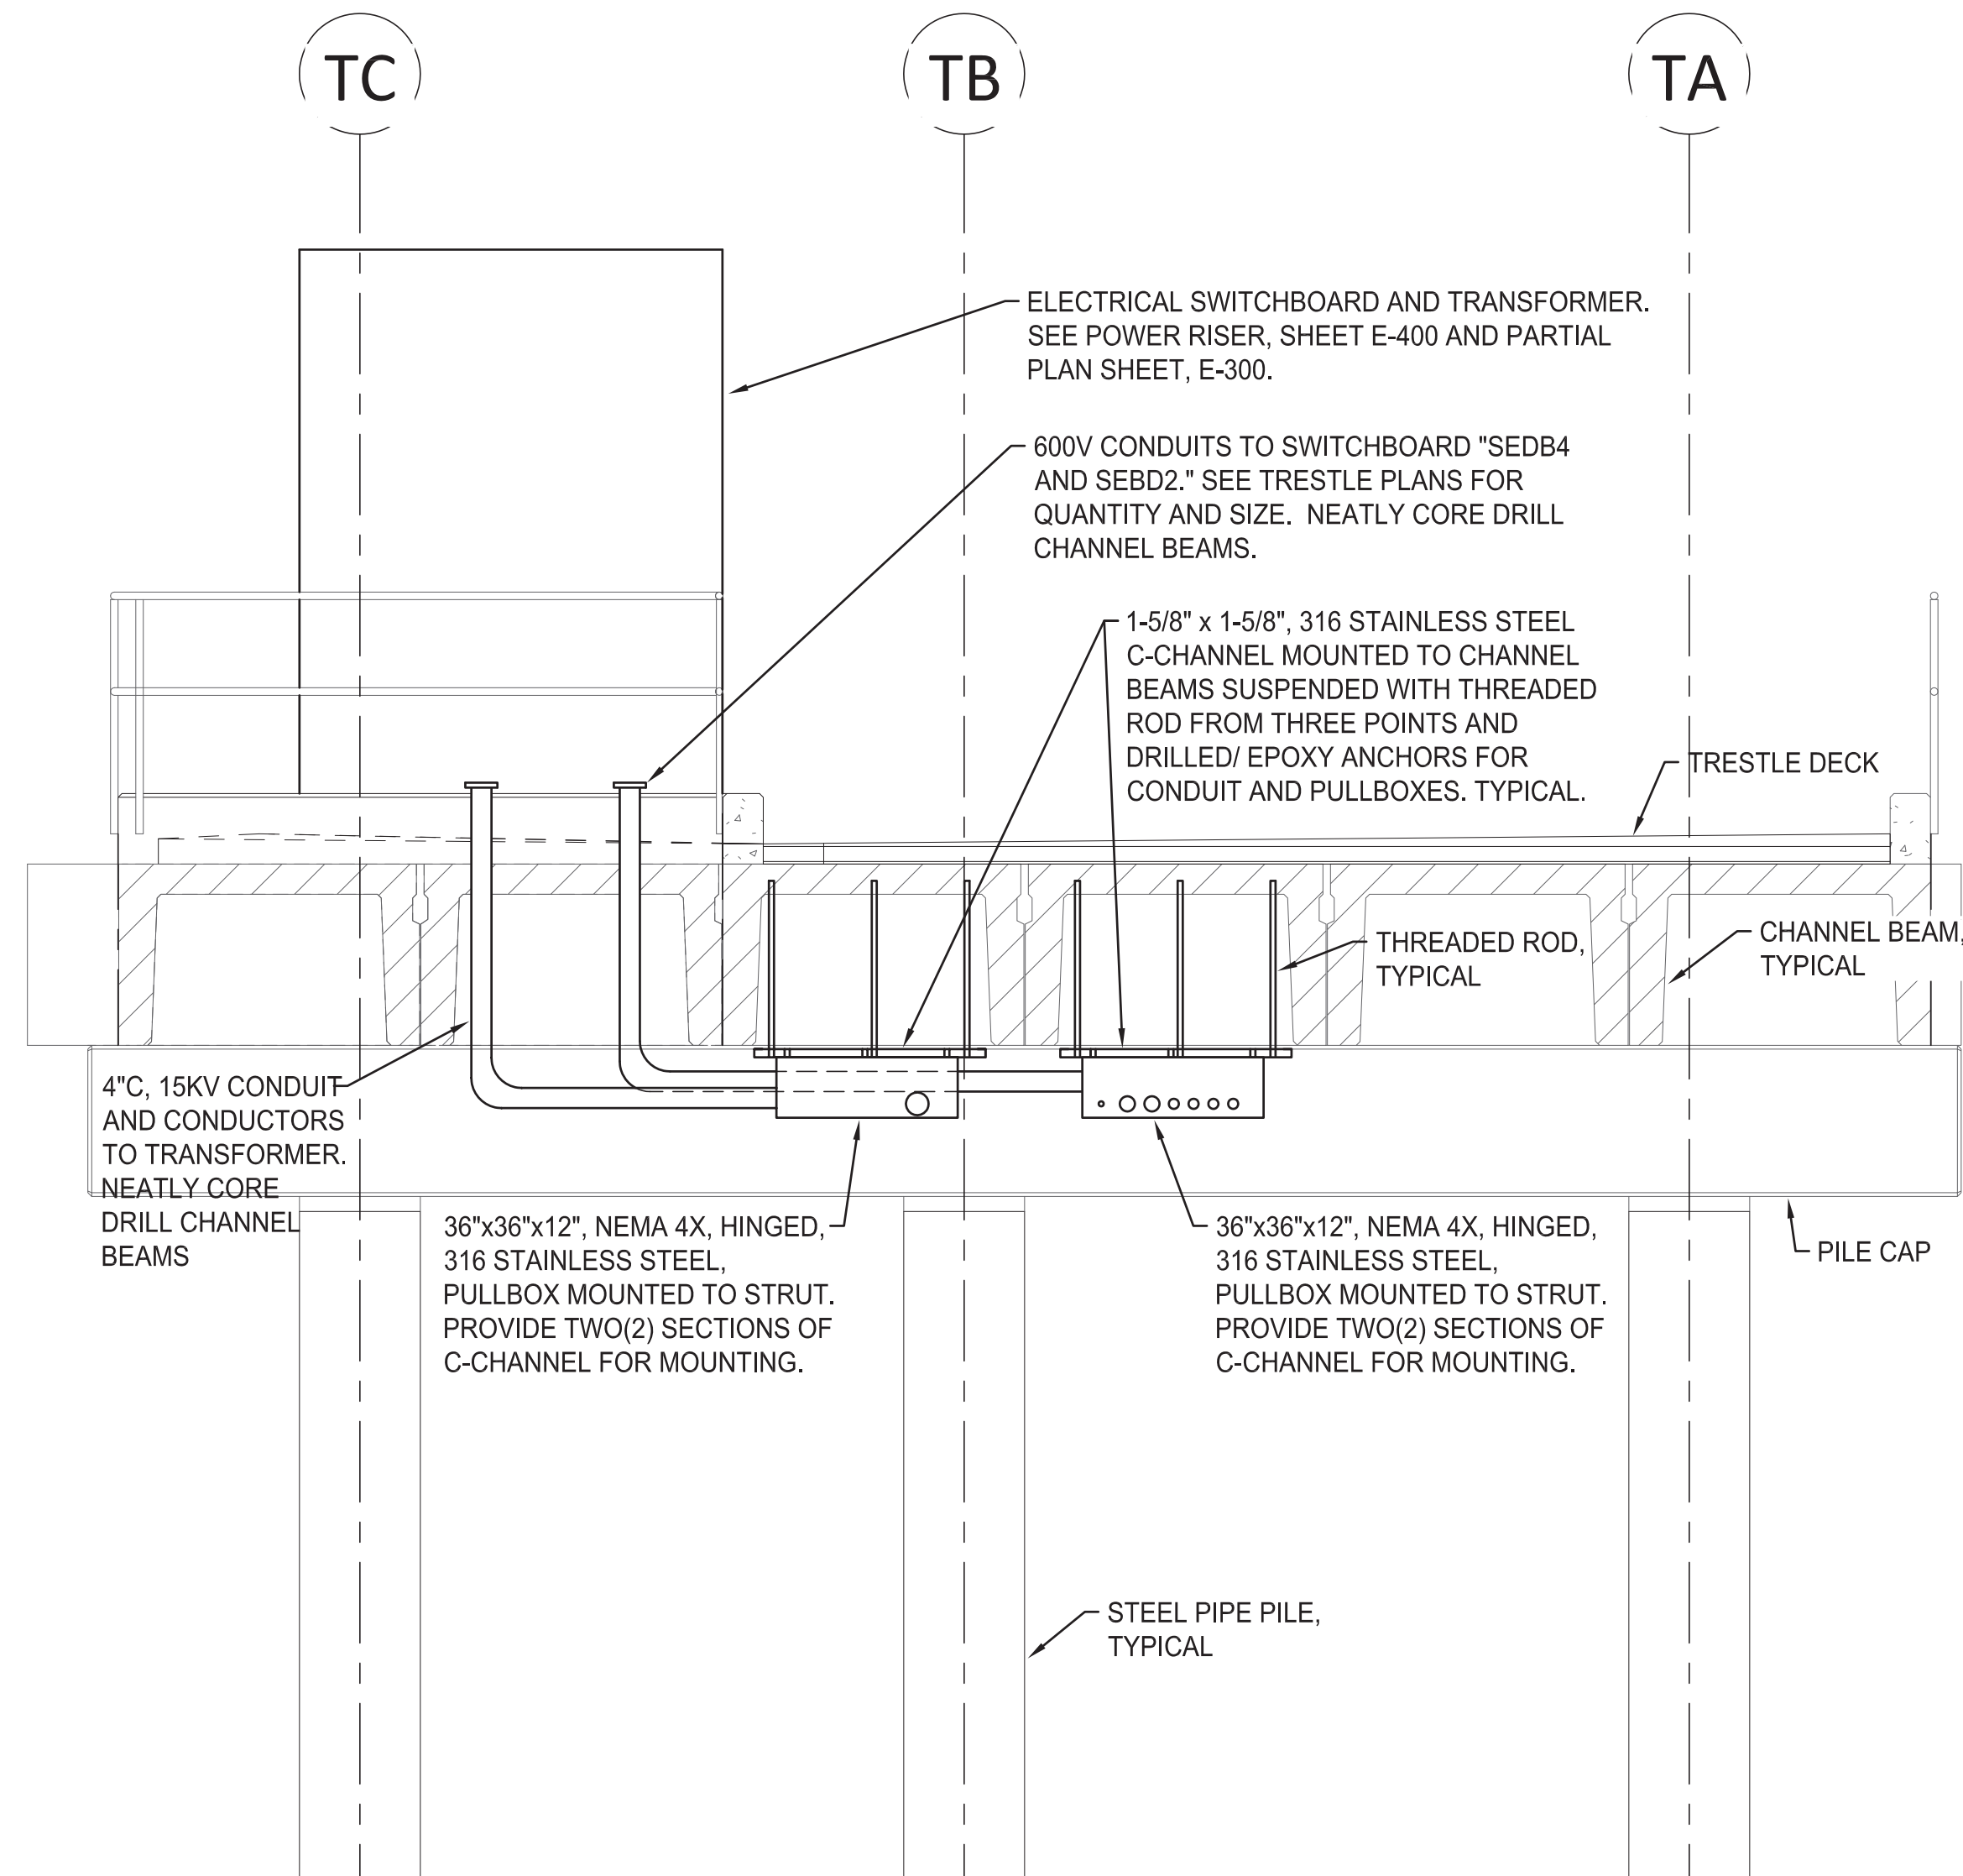 TC
TB
TA
ELECTRICAL SWITCHBOARD AND TRANSFORMER.
SEE POWER RISER, SHEET E-400 AND PARTIAL
PLAN SHEET, E-300.
600V CONDUITS TO SWITCHBOARD "SEDB4
AND SEBD2." SEE TRESTLE PLANS FOR
QUANTITY AND SIZE. NEATLY CORE DRILL
CHANNEL BEAMS.
1-5/8" x 1-5/8", 316 STAINLESS STEEL
C-CHANNEL MOUNTED TO CHANNEL
BEAMS SUSPENDED WITH THREADED
ROD FROM THREE POINTS AND
DRILLED/ EPOXY ANCHORS FOR
CONDUIT AND PULLBOXES. TYPICAL.
TRESTLE DECK
THREADED ROD,
TYPICAL
CHANNEL BEAM,
TYPICAL
4"C, 15KV CONDUIT
AND CONDUCTORS
TO TRANSFORMER.
NEATLY CORE
DRILL CHANNEL
BEAMS
36"x36"x12", NEMA 4X, HINGED,
316 STAINLESS STEEL,
PULLBOX MOUNTED TO STRUT.
PROVIDE TWO(2) SECTIONS OF
C-CHANNEL FOR MOUNTING.
36"x36"x12", NEMA 4X, HINGED,
316 STAINLESS STEEL,
PULLBOX MOUNTED TO STRUT.
PROVIDE TWO(2) SECTIONS OF
C-CHANNEL FOR MOUNTING.
PILE CAP
STEEL PIPE PILE,
TYPICAL